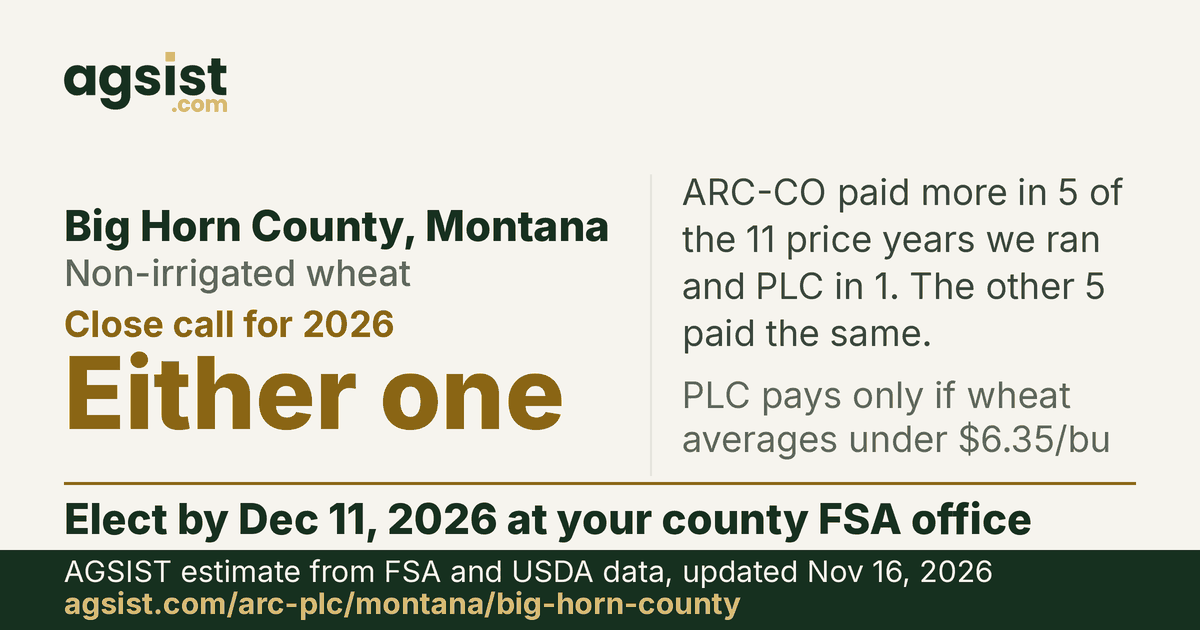 agsist
.com
Big Horn County, Montana
Non-irrigated wheat
Close call for 2026
Either one
ARC-CO paid more in 5 of
the 11 price years we ran
and PLC in 1. The other 5
paid the same.
PLC pays only if wheat
averages under $6.35/bu
Elect by Dec 11, 2026 at your county FSA office
AGSIST estimate from FSA and USDA data, updated Nov 16, 2026
agsist.com/arc-plc/montana/big-horn-county